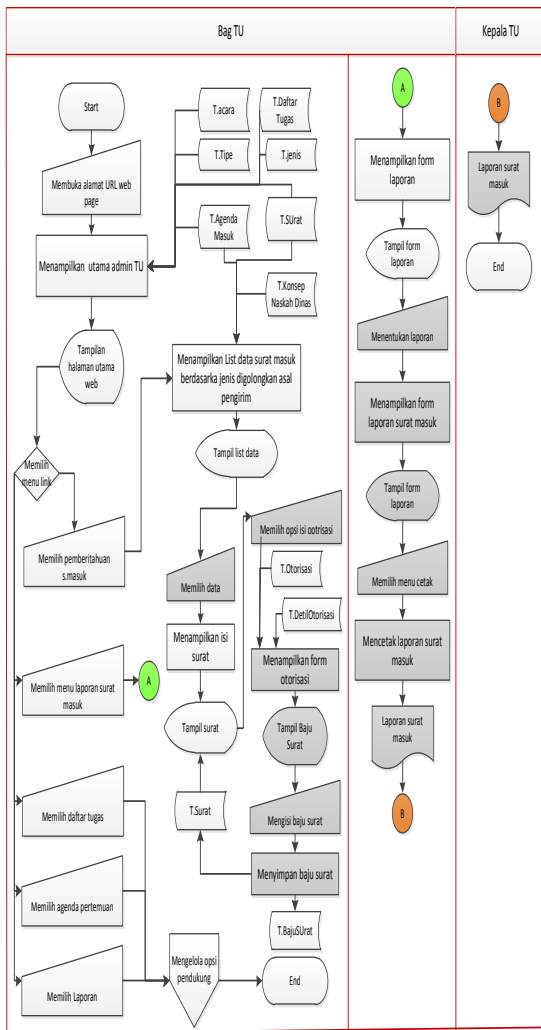 Bag TU
Kepala TU
Start
T.acara
T.Daftar
Tugas
Membuka alamat URL web
page
T.Tipe
T.jenis
T.Agenda
Masuk
T.SUrat
Menampilkan utama admin TU
T.Konsep
Naskah Dinas
Tampilan
halaman utama
web
Menampilkan List data surat masuk
berdasarka jenis digolongkan asal
pengirim
Tampil list data
Memilih
menu link
Memilih pemberitahuan
s.masuk
Memilih opsi isi ootrisasi
Memilih data
T.Otorisasi
T.DetilOtorisasi
Menampilkan isi
surat
Menampilkan form
otorisasi
Memilih menu laporan surat
masuk
A
Tampil surat
Tampil Baju
Surat
T.Surat
Mengisi baju surat
Memilih daftar tugas
Menyimpan baju surat
Memilih agenda pertemuan
T.BajuSUrat
Mengelola opsi
pendukung
End
Memilih Laporan
A
Menampilkan form
laporan
Tampil form
laporan
Menentukan laporan
Menampilkan form
laporan surat masuk
Tampil form
laporan
Memilih menu cetak
Mencetak laporan surat
masuk
Laporan surat
masuk
B
B
Laporan surat
masuk
End